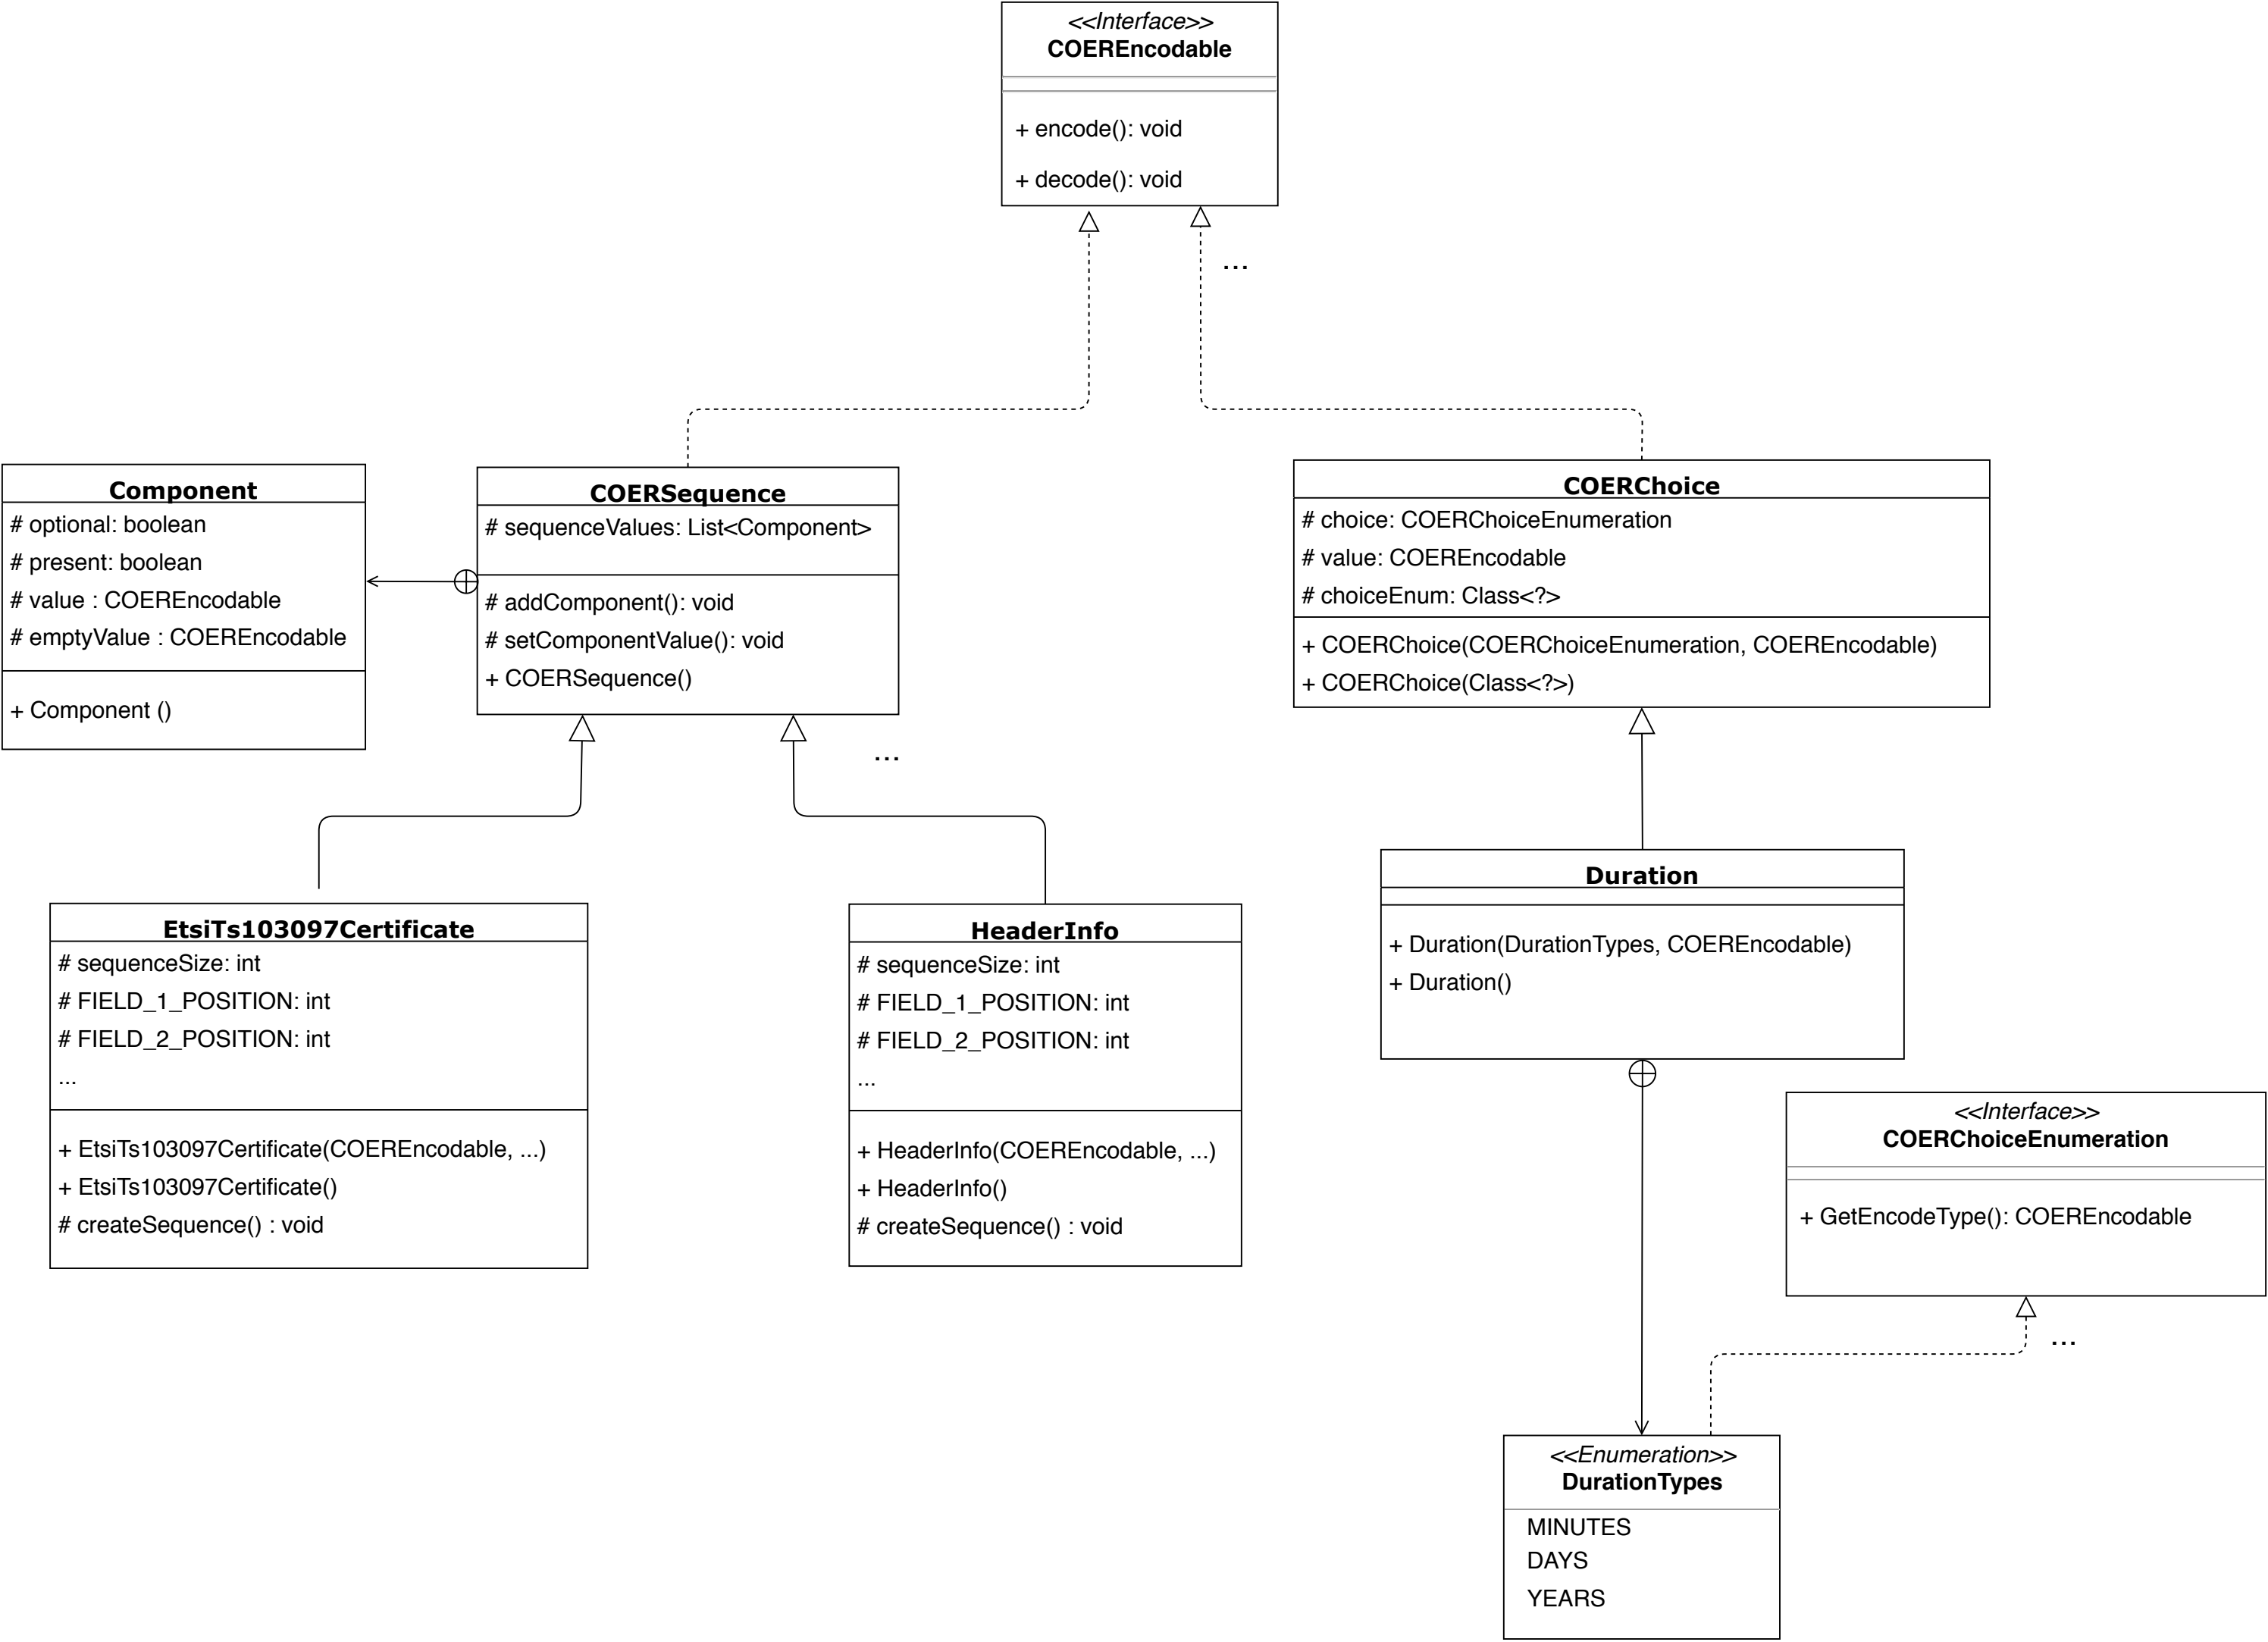 <<Interface>>
COEREncodable
+ encode(): void
+ decode(): void
...
Component
# optional: boolean
# present: boolean
# value : COEREncodable
# emptyValue : COEREncodable
+ Component ()
COERSequence
# sequenceValues: List<Component>
# addComponent(): void
# setComponentValue(): void
+ COERSequence()
...
COERChoice
# choice: COERChoiceEnumeration
# value: COEREncodable
# choiceEnum: Class<?>
+ COERChoice(COERChoiceEnumeration, COEREncodable)
+ COERChoice(Class<?>)
EtsiTs103097Certificate
# sequenceSize: int
# FIELD_1_POSITION: int
# FIELD_2_POSITION: int
...
+ EtsiTs103097Certificate(COEREncodable, ...)
+ EtsiTs103097Certificate()
# createSequence() : void
HeaderInfo
# sequenceSize: int
# FIELD_1_POSITION: int
# FIELD_2_POSITION: int
...
+ HeaderInfo(COEREncodable, ...)
+ HeaderInfo()
# createSequence() : void
Duration
+ Duration(DurationTypes, COEREncodable)
+ Duration()
<<Interface>>
COERChoiceEnumeration
+ GetEncodeType(): COEREncodable
...
<<Enumeration>>
DurationTypes
MINUTES
DAYS
YEARS